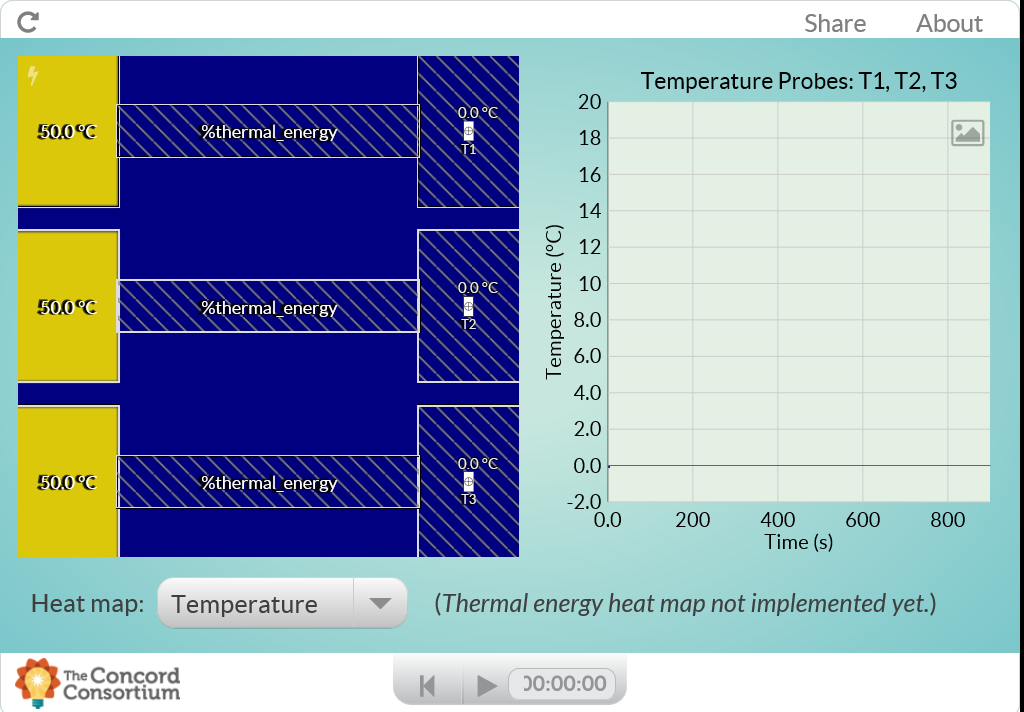 Share About
50.0 °C
%thermal_energy
0.0 °C
T1
50.0 °C
%thermal_energy
0.0 °C
T2
50.0 °C
%thermal_energy
0.0 °C
T3
Temperature Probes: T1, T2, T3
Temperature (°C)
20
18
16
14
12
10
8.0
6.0
4.0
2.0
0.0
-2.0
0.0 200 400 600 800
Time (s)
Heat map: Temperature (Thermal energy heat map not implemented yet.)
The Concord
Consortium
00:00:00